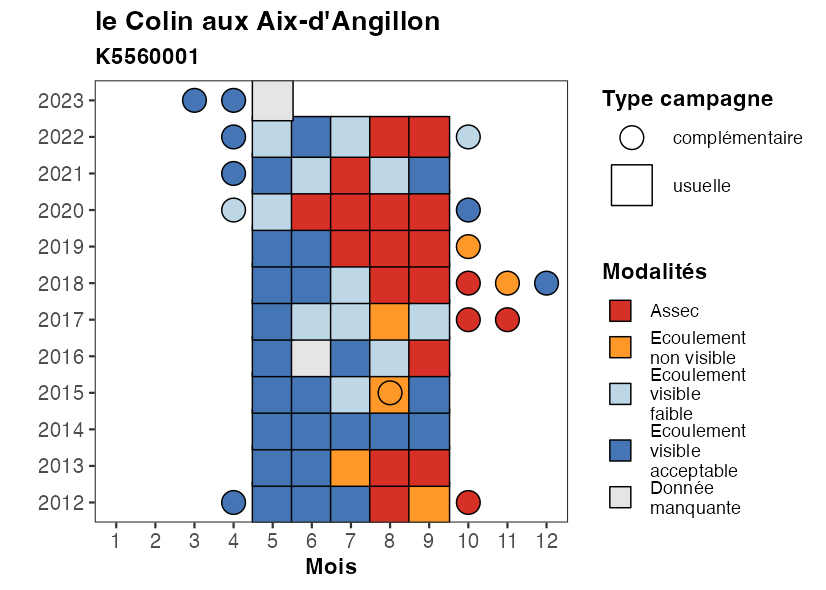 le Colin aux Aix-d'Angillon
K5560001
2023
2022
2021
2020
2019
2018
2017
2016
2015
2014
2013
2012
1 2 3 4 5 6 7 8 9 10 11 12
Mois
Type campagne
complémentaire
usuelle
Modalités
Assec
Ecoulement
non visible
Ecoulement
visible
faible
Ecoulement
visible
acceptable
Donnée
manquante